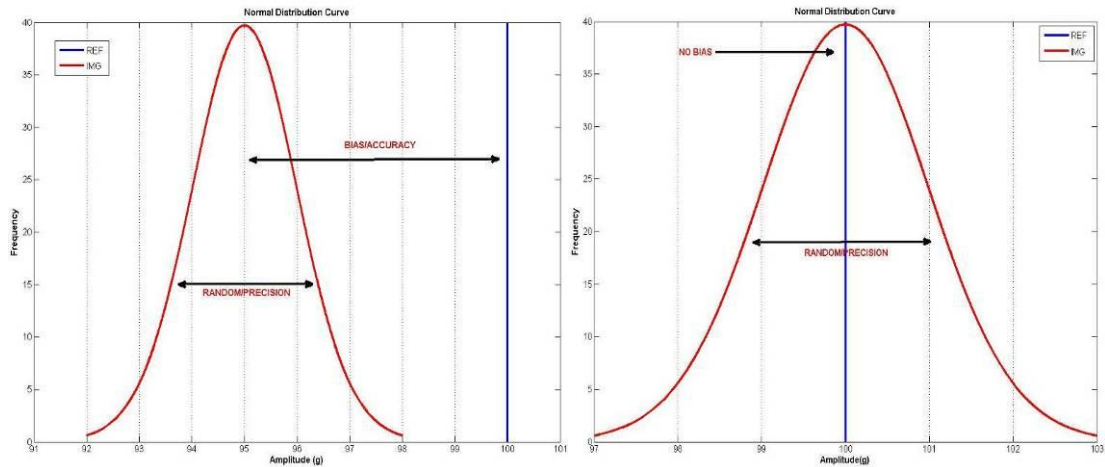 Normal Distribution Curve
REF
IMG
BIAS/ACCURACY
RANDOM/PRECISION
Frequency
40
35
30
25
20
15
10
5
0
91 92 93 94 95 96 97 98 99 100 101
Amplitude (g)
Normal Distribution Curve
REF
IMG
NO BIAS
RANDOM/PRECISION
Frequency
40
35
30
25
20
15
10
5
0
97 98 99 100 101 102 103
Amplitude(g)